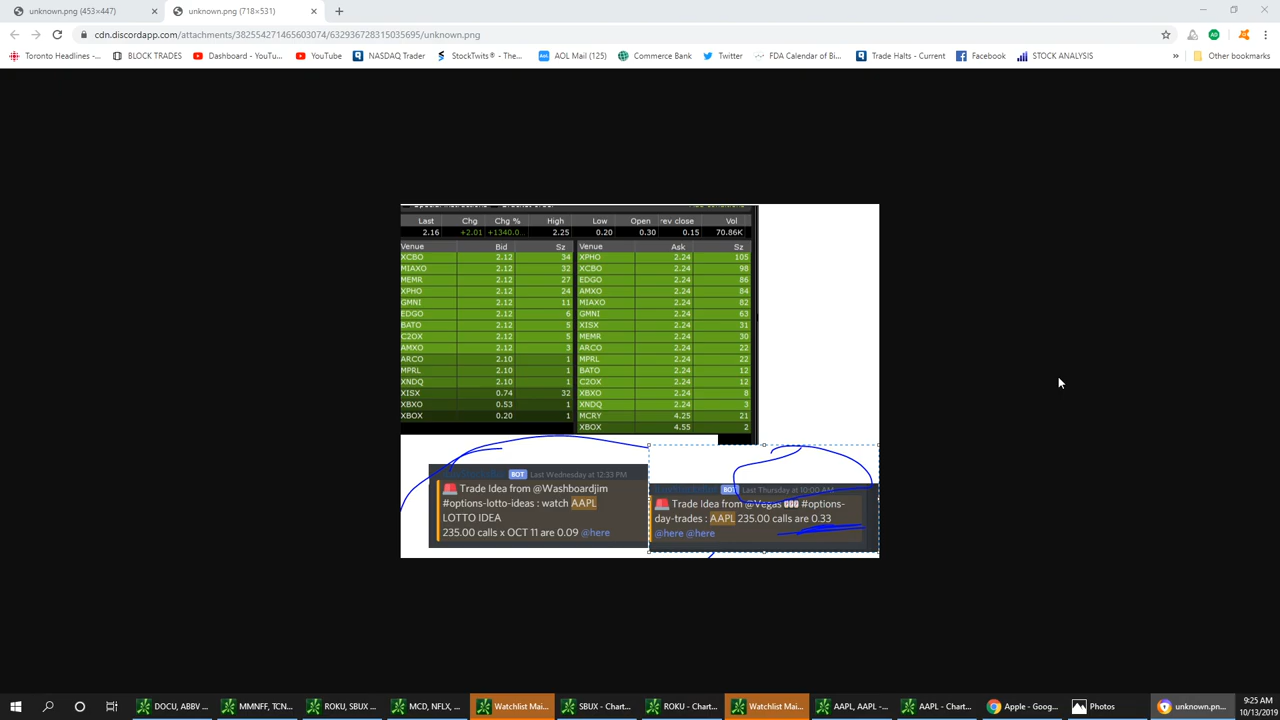 unknown.png (453×447)
unknown.png (718×531)
cdn.discordapp.com/attachments/382554271465603074/632936728315035695/unknown.png
Toronto Headlines -...
BLOCK TRADES
Dashboard - YouTu...
YouTube
NASDAQ Trader
StockTwits® - The...
AOL Mail (125)
Commerce Bank
Twitter
FDA Calendar of Bi...
Trade Halts - Current
Facebook
STOCK ANALYSIS
»
Other bookmarks
Last Chg Chg % High Low Open rev close Vol
2.16 +2.01 +1340.0... 2.25 0.20 0.30 0.15 70.86K
Venue Bid Sz Venue Ask Sz
XCBO 2.12 34 XPHO 2.24 105
MIAXO 2.12 32 XCBO 2.24 98
MEMR 2.12 27 EDGO 2.24 86
XPHO 2.12 24 AMXO 2.24 84
GMNI 2.12 11 MIAXO 2.24 82
EDGO 2.12 6 GMNI 2.24 63
BATO 2.12 5 XISX 2.24 31
C2OX 2.12 5 MEMR 2.24 30
AMXO 2.12 3 ARCO 2.24 22
ARCO 2.10 1 MPRL 2.24 22
MPRL 2.10 1 BATO 2.24 12
XNDQ 2.10 1 C2OX 2.24 12
XISX 0.74 32 XBXO 2.24 8
XBXO 0.53 1 XNDQ 2.24 3
XBOX 0.20 1 MCRY 4.25 21
XBOX 4.55 2
BOT Last Wednesday at 12:33 PM
Trade Idea from @Washboardjim
#options-lotto-ideas : watch AAPL
LOTTO IDEA
235.00 calls x OCT 11 are 0.09 @here
BOT Last Thursday at 10:00 AM
Trade Idea from @Vegas #options-
day-trades : AAPL 235.00 calls are 0.33
@here @here
DOCU, ABBV ...
MMNFF, TCN...
ROKU, SBUX ...
MCD, NFLX, ...
Watchlist Mai...
SBUX - Chart...
ROKU - Chart...
Watchlist Mai...
AAPL, AAPL -...
AAPL - Chart...
Apple - Goog...
Photos
unknown.pn...
9:25 AM
10/13/2019